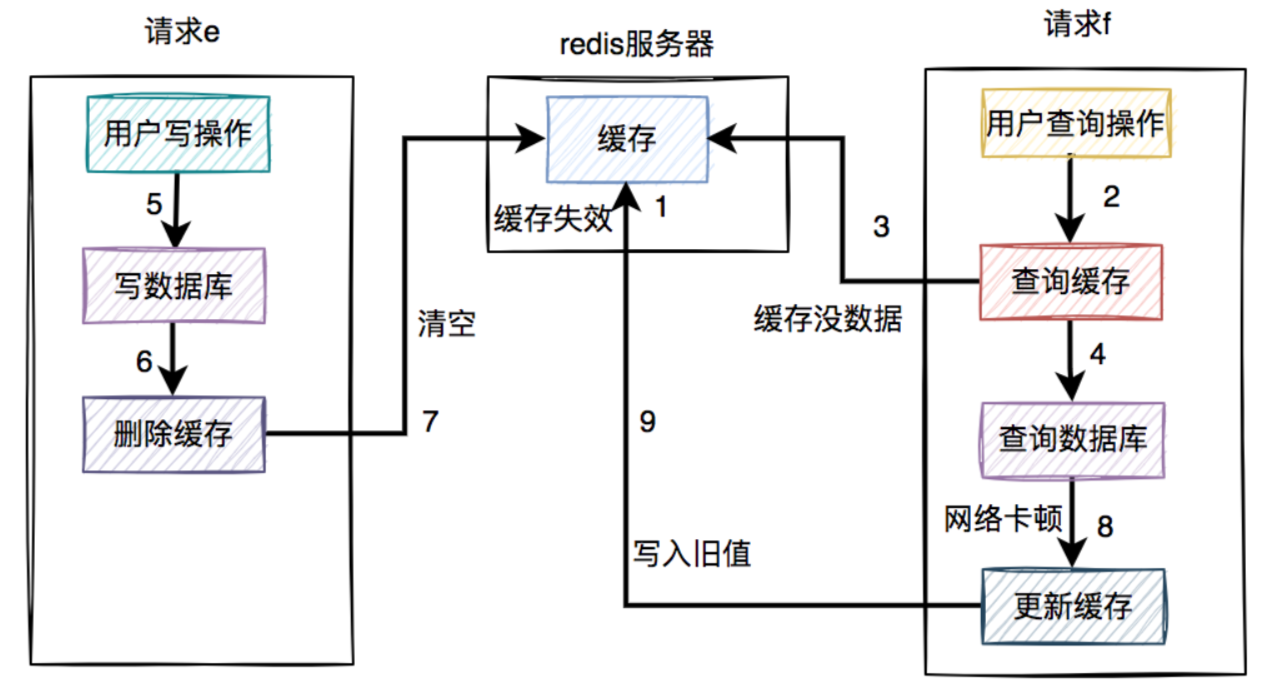 请求e
redis服务器
请求f
用户写操作
缓存
用户查询操作
5
缓存失效
1
2
3
写数据库
查询缓存
清空
缓存没数据
6
4
删除缓存
7
9
查询数据库
网络卡顿
8
写入旧值
更新缓存